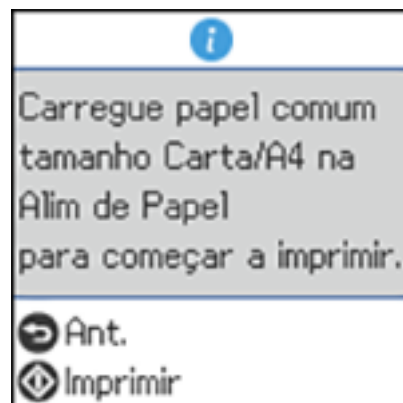 Carregue papel comum
tamanho Carta/A4 na
Alim de Papel
para começar a imprimir.
Ant.
Imprimir